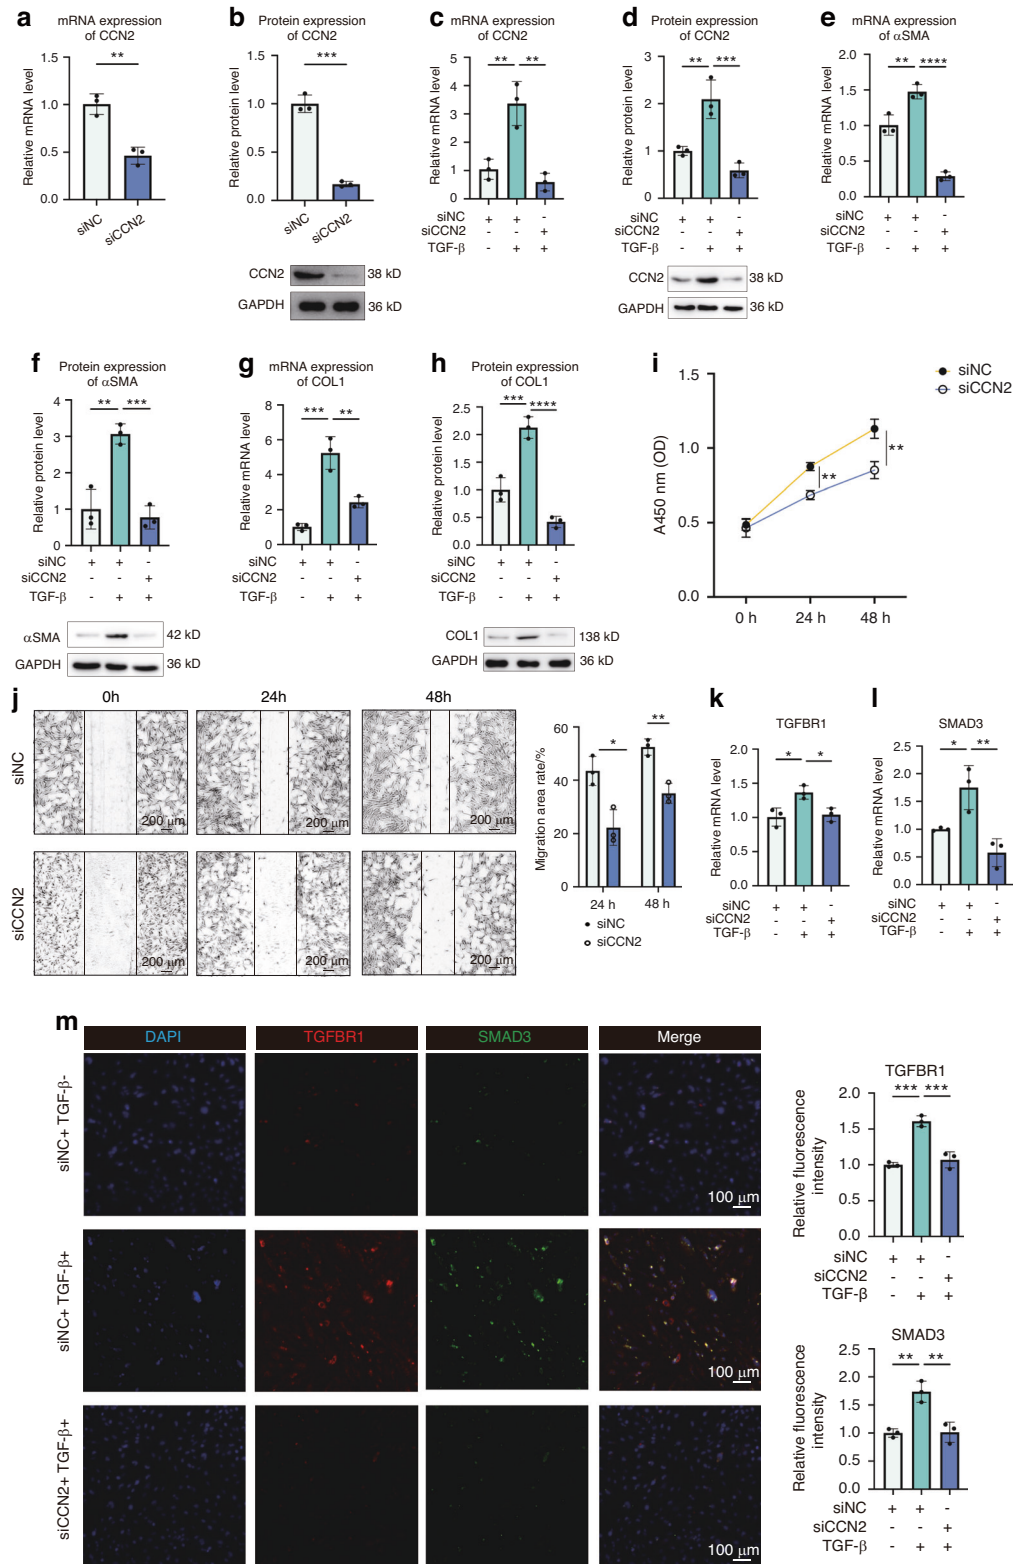 a
mRNA expression
of CCN2
Relative mRNA level
1.5
1.0
0.5
0.0
**
siNC
siCCN2
b
Protein expression
of CCN2
Relative protein level
1.5
1.0
0.5
0.0
***
siNC
siCCN2
CCN2 38 kD
GAPDH 36 kD
c
mRNA expression
of CCN2
Relative mRNA level
5
4
3
2
1
0
** **
siNC + + -
siCCN2 - - +
TGF-β - + +
d
Protein expression
of CCN2
Relative protein level
3
2
1
0
** ***
siNC + + -
siCCN2 - - +
TGF-β - + +
CCN2 38 kD
GAPDH 36 kD
e
mRNA expression
of αSMA
Relative mRNA level
2.0
1.5
1.0
0.5
0.0
** ****
siNC + + -
siCCN2 - - +
TGF-β - + +
f
Protein expression
of αSMA
Relative protein level
4
3
2
1
0
** ***
siNC + + -
siCCN2 - - +
TGF-β - + +
αSMA 42 kD
GAPDH 36 kD
g
mRNA expression
of COL1
Relative mRNA level
8
6
4
2
0
*** **
siNC + + -
siCCN2 - - +
TGF-β - + +
h
Protein expression
of COL1
Relative protein level
2.5
2.0
1.5
1.0
0.5
0.0
*** ****
siNC + + -
siCCN2 - - +
TGF-β - + +
COL1 138 kD
GAPDH 36 kD
i
A450 nm (OD)
1.5
1.0
0.5
0.0
**
**
0 h 24 h 48 h
siNC
siCCN2
j
0h 24h 48h
siNC
200 μm 200 μm 200 μm
siCCN2
200 μm 200 μm 200 μm
Migration area rate/%
60
40
20
0
* **
24 h 48 h
siNC
siCCN2
k
TGFBR1
Relative mRNA level
2.0
1.5
1.0
0.5
0.0
* *
siNC + + -
siCCN2 - - +
TGF-β - + +
l
SMAD3
Relative mRNA level
2.5
2.0
1.5
1.0
0.5
0.0
* **
siNC + + -
siCCN2 - - +
TGF-β - + +
m
DAPI TGFBR1 SMAD3 Merge
siNC+ TGF-β-
100 μm
siNC+ TGF-β+
100 μm
siCCN2+ TGF-β+
100 μm
TGFBR1
Relative fluorescence
intensity
2.0
1.5
1.0
0.5
0.0
*** ***
siNC + + -
siCCN2 - - +
TGF-β - + +
SMAD3
Relative fluorescence
intensity
2.5
2.0
1.5
1.0
0.5
0.0
** **
siNC + + -
siCCN2 - - +
TGF-β - + +